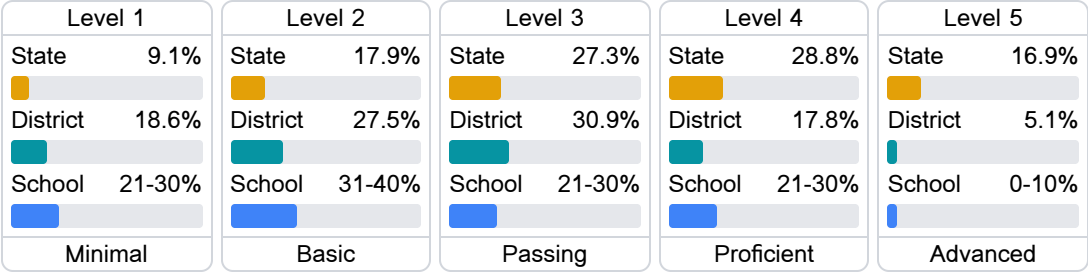 Level 1
State 9.1%
District 18.6%
School 21-30%
Minimal
Level 2
State 17.9%
District 27.5%
School 31-40%
Basic
Level 3
State 27.3%
District 30.9%
School 21-30%
Passing
Level 4
State 28.8%
District 17.8%
School 21-30%
Proficient
Level 5
State 16.9%
District 5.1%
School 0-10%
Advanced